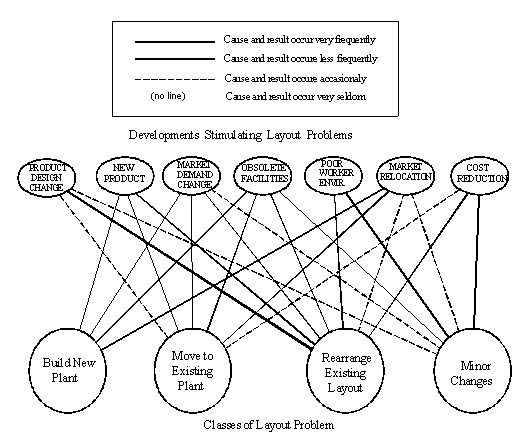 Cause and result occur very frequently
Cause and result occure less frequently
Cause and result occure accasionaly
(no line) Cause and result occur very seldom
Developments Stimulating Layout Problems
PRODUCT
DESIGN
CHANGE
NEW
PRODUCT
MARKET
DEMAND
CHANGE
OBSOLETE
FACILITIES
POOR
WORKER
ENVIR.
MARKET
RELOCATION
COST
REDUCTION
Build New
Plant
Move to
Existing
Plant
Rearrange
Existing
Layout
Minor
Changes
Classes of Layout Problem